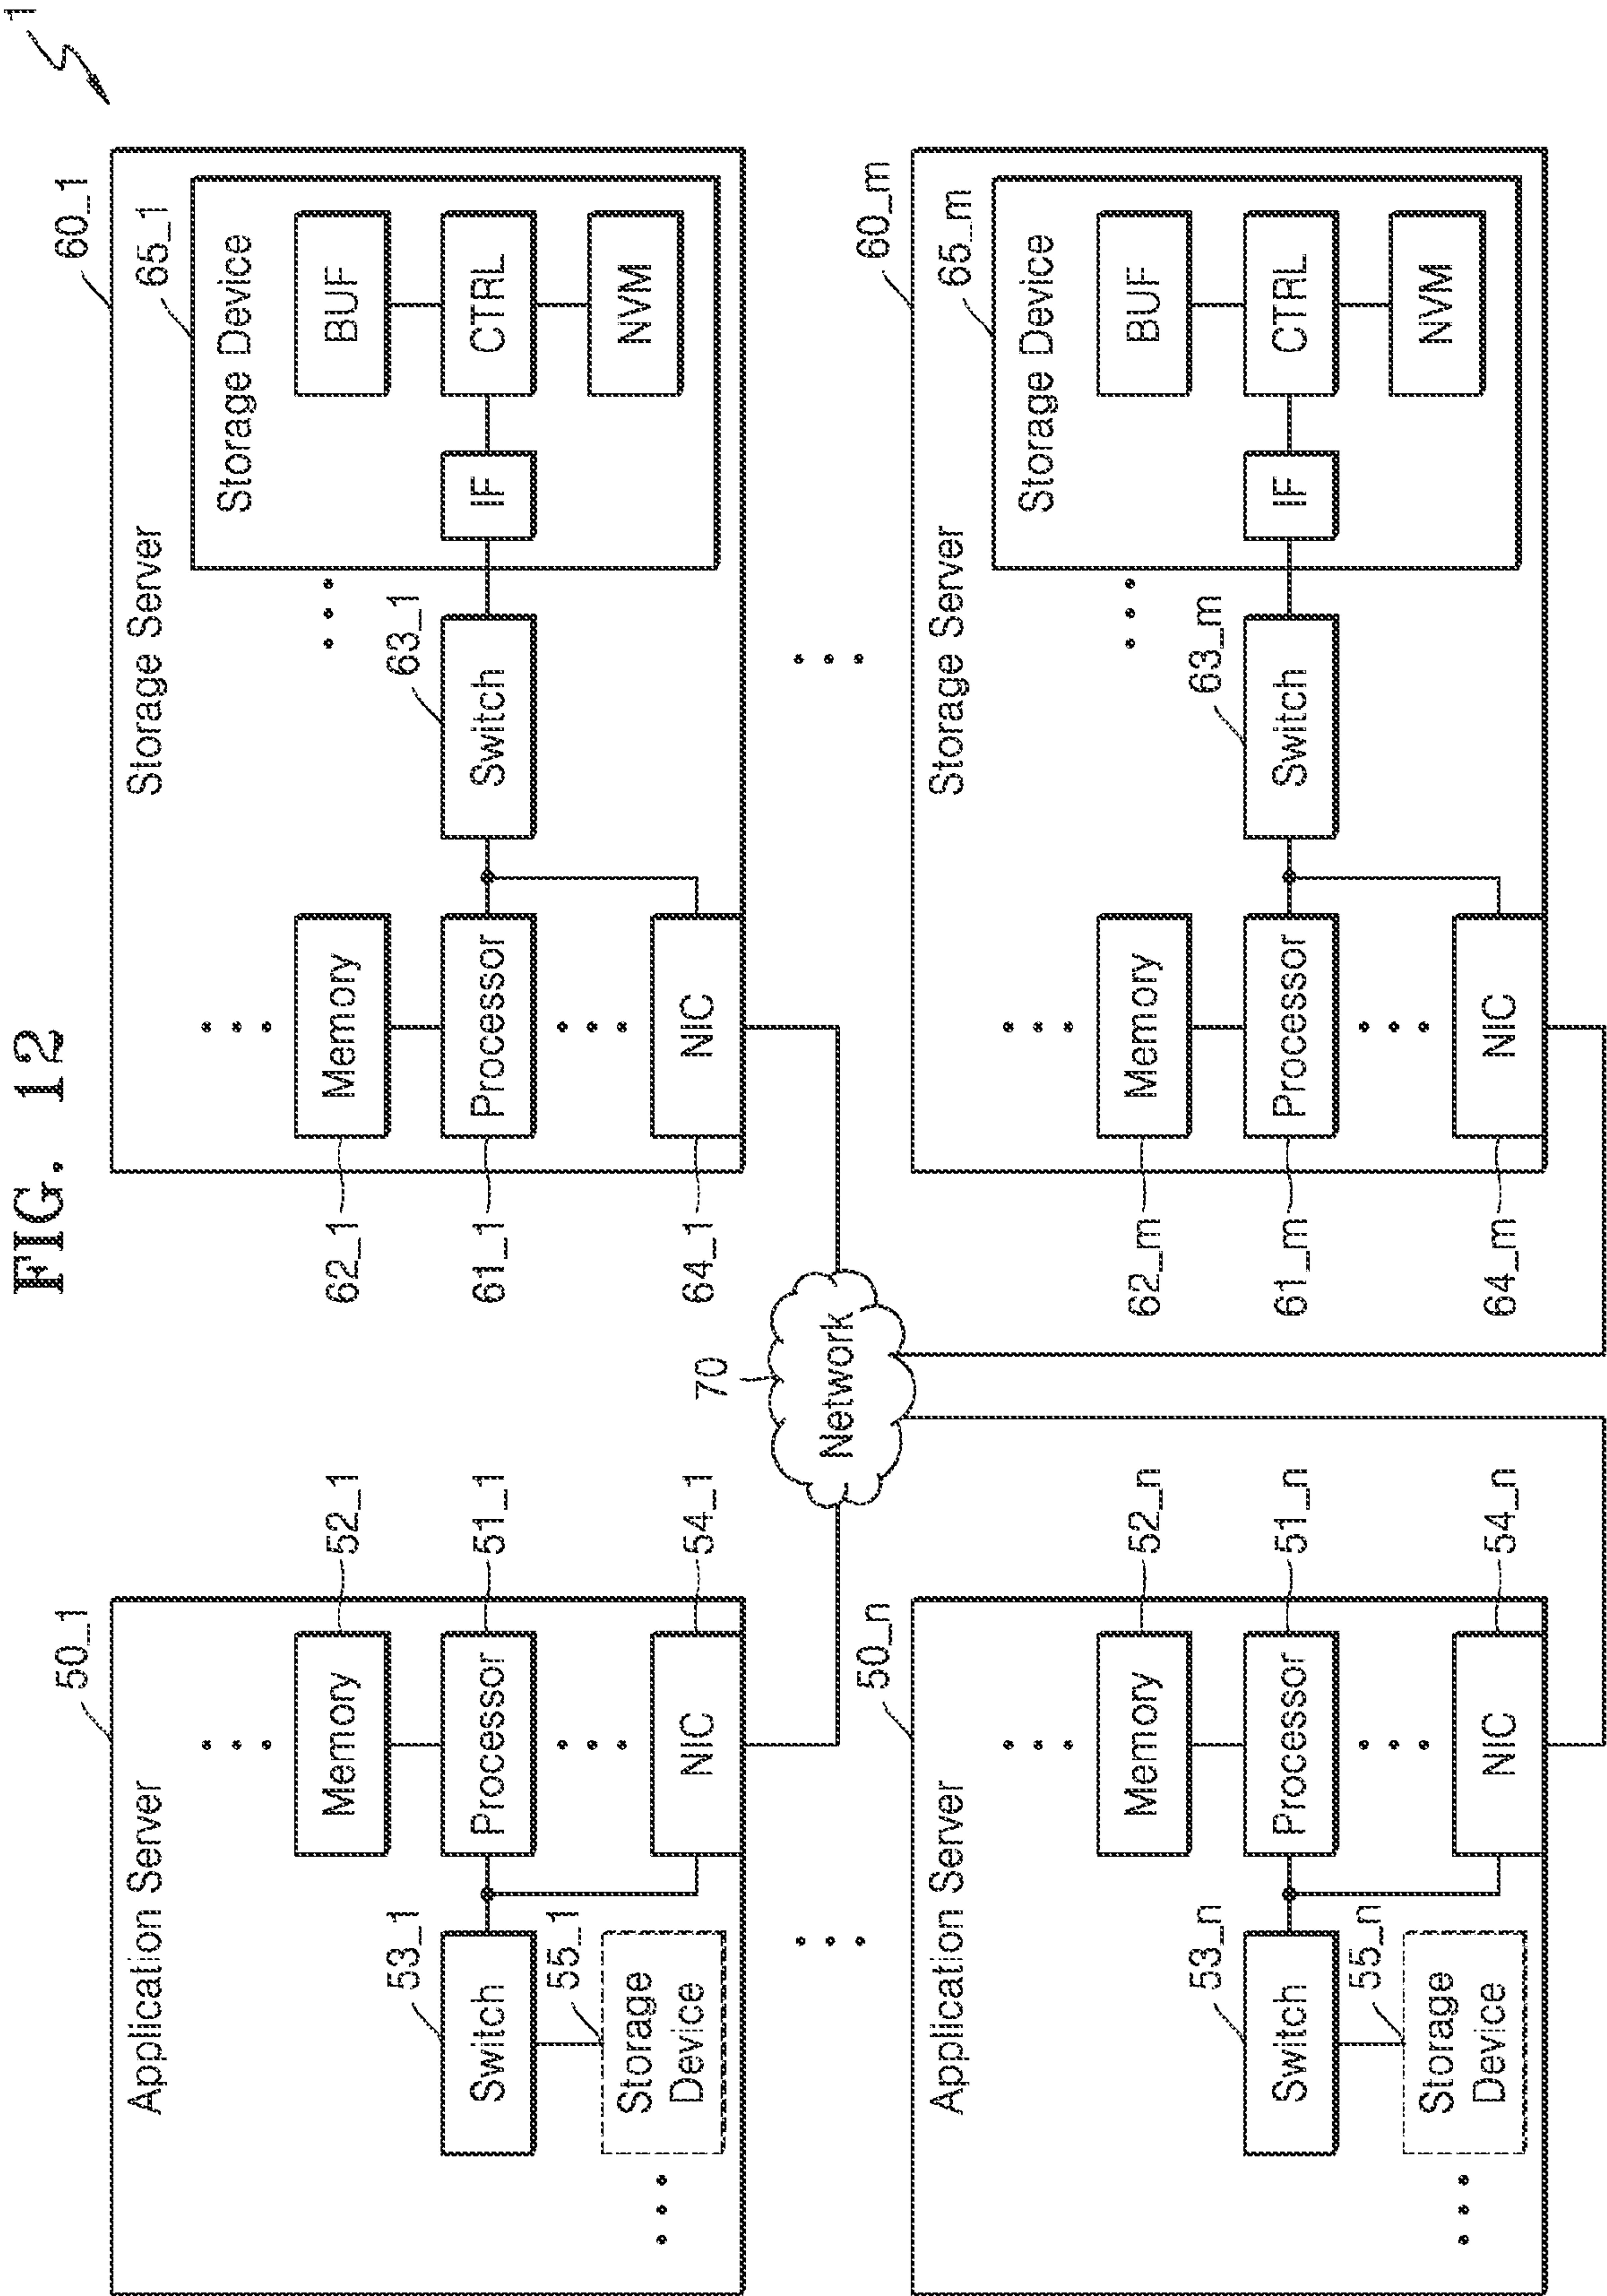 FIG. 12
1
50_1
Application Server
Memory
52_1
53_1
Switch
Processor
51_1
55_1
Storage
Device
NIC
54_1
60_1
Storage Server
65_1
Storage Device
62_1
Memory
BUF
63_1
61_1
Processor
Switch
IF
CTRL
64_1
NIC
NVM
70
Network
50_n
Application Server
Memory
52_n
53_n
Switch
Processor
51_n
55_n
Storage
Device
NIC
54_n
60_m
Storage Server
65_m
Storage Device
62_m
Memory
BUF
63_m
61_m
Processor
Switch
IF
CTRL
64_m
NIC
NVM